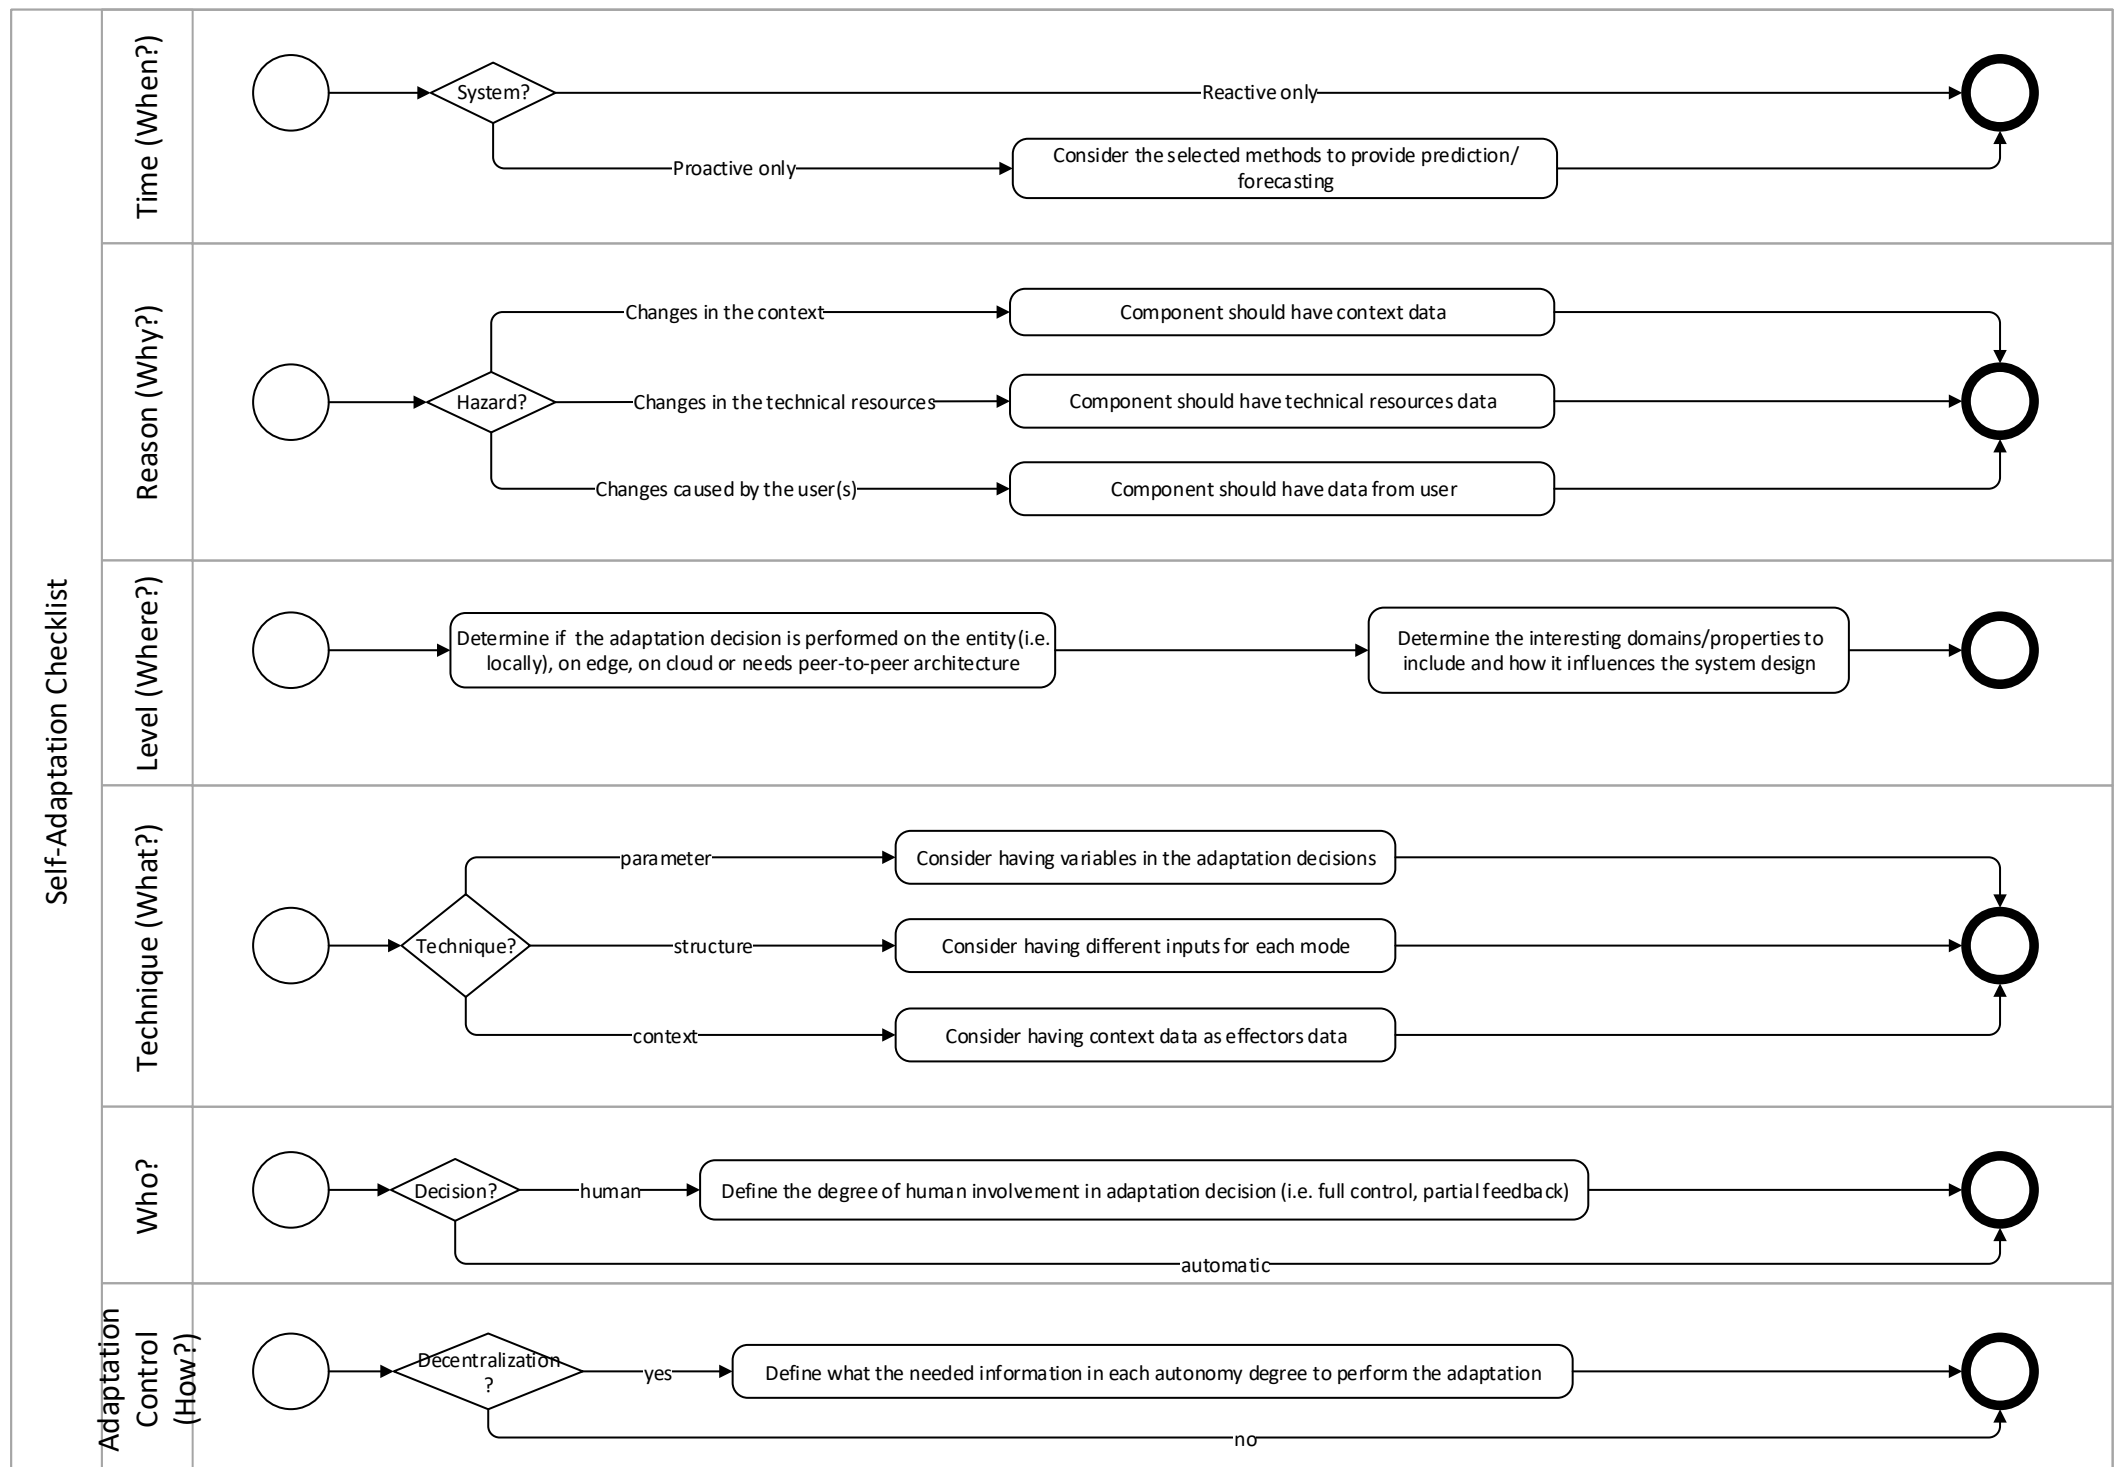 Self-Adaptation Checklist
Time (When?)
System?
Reactive only
Proactive only
Consider the selected methods to provide prediction/
forecasting
Reason (Why?)
Changes in the context
Component should have context data
Hazard?
Changes in the technical resources
Component should have technical resources data
Changes caused by the user(s)
Component should have data from user
Level (Where?)
Determine if the adaptation decision is performed on the entity (i.e.
locally), on edge, on cloud or needs peer-to-peer architecture
Determine the interesting domains/properties to
include and how it influences the system design
Technique (What?)
parameter
Consider having variables in the adaptation decisions
Technique?
structure
Consider having different inputs for each mode
context
Consider having context data as effectors data
Who?
Decision?
human
Define the degree of human involvement in adaptation decision (i.e. full control, partial feedback)
automatic
Adaptation
Control
(How?)
Decentralization
?
yes
Define what the needed information in each autonomy degree to perform the adaptation
no